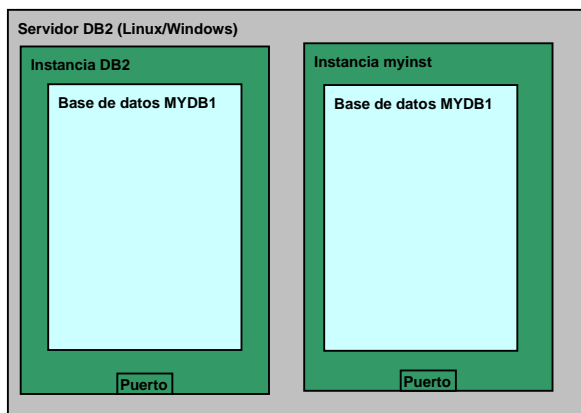 Servidor DB2 (Linux/Windows)
Instancia DB2
Base de datos MYDB1
Puerto
Instancia myinst
Base de datos MYDB1
Puerto